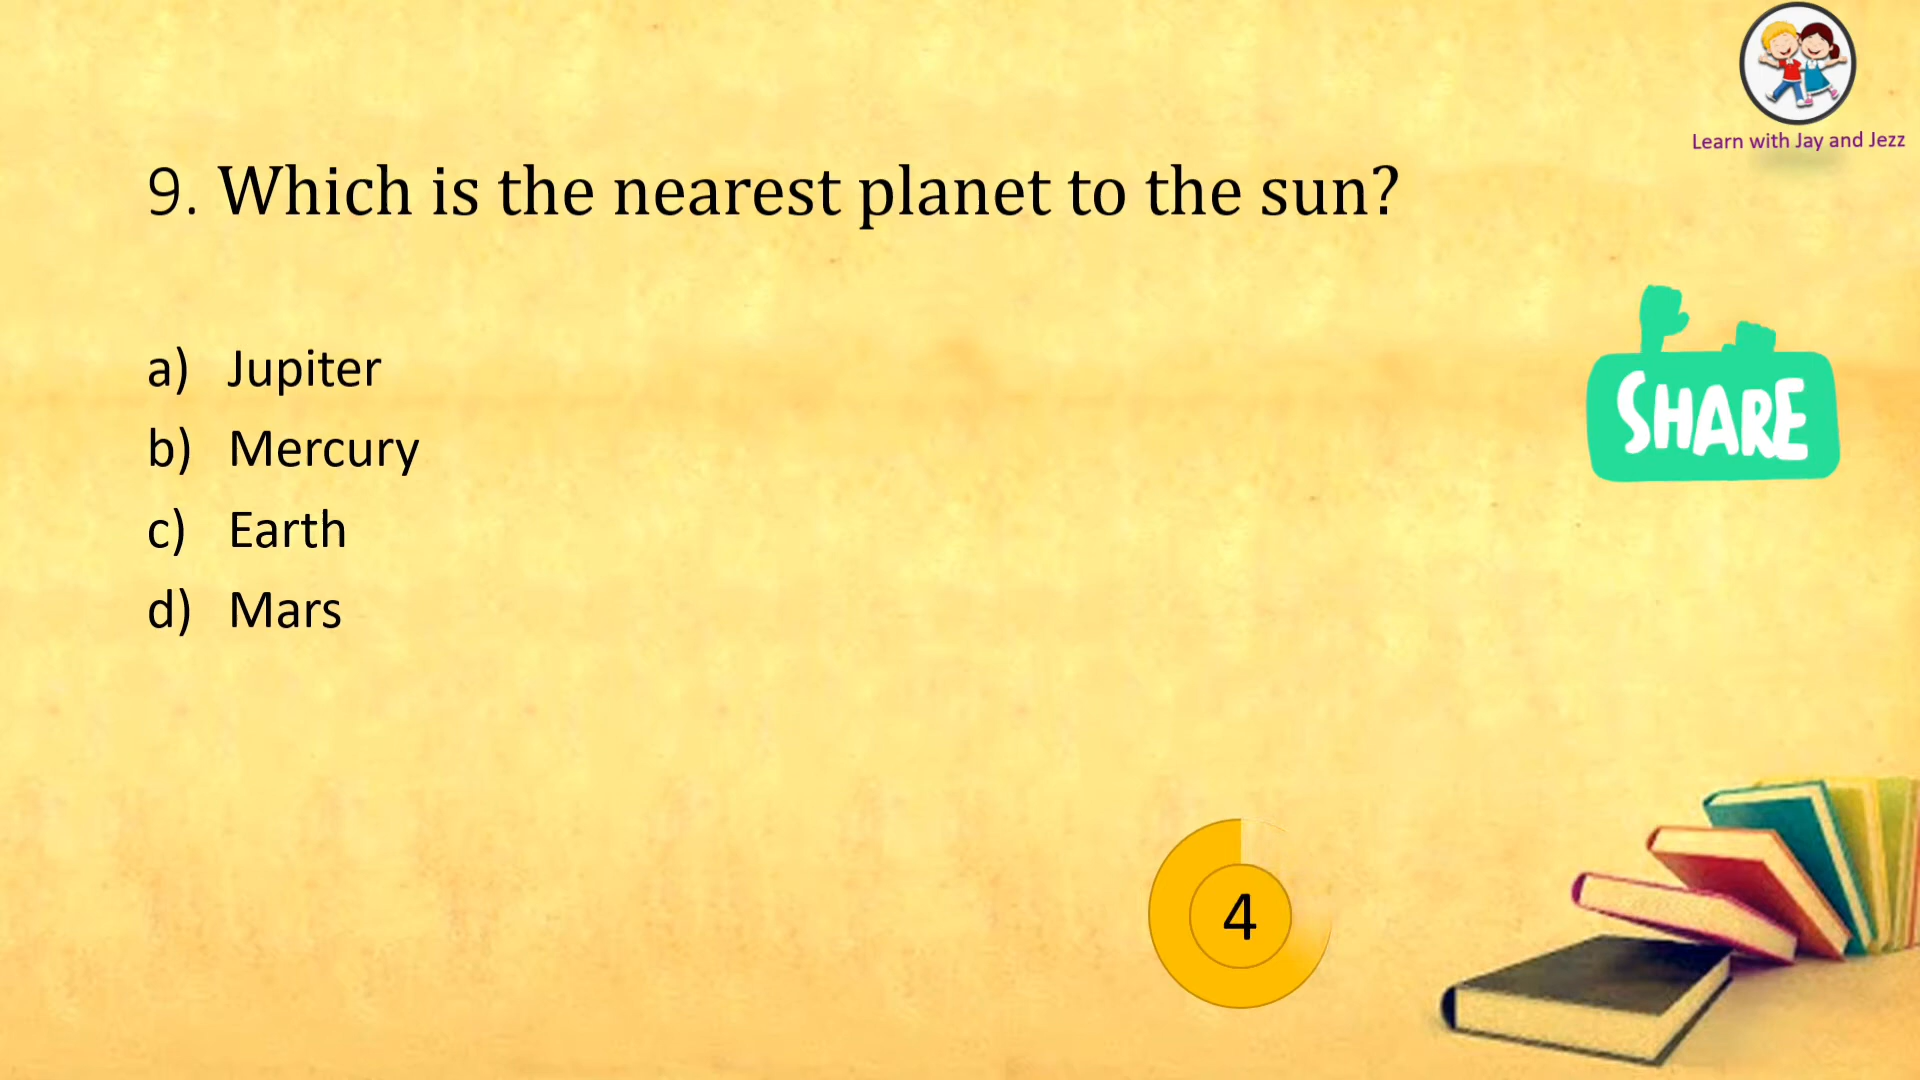 Learn with Jay and Jezz
9. Which is the nearest planet to the sun?
a) Jupiter
b) Mercury
c) Earth
d) Mars
SHARE
4